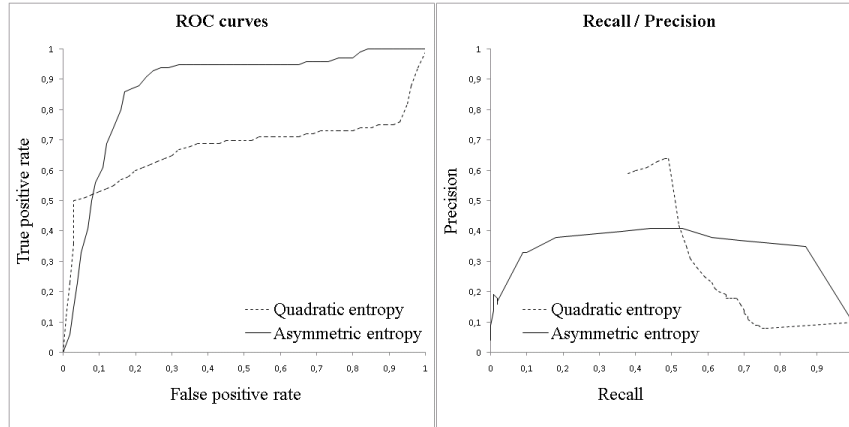 ROC curves
1
0,9
0,8
0,7
0,6
0,5
0,4
0,3
0,2
0,1
0
True positive rate
Quadratic entropy
Asymmetric entropy
0 0,1 0,2 0,3 0,4 0,5 0,6 0,7 0,8 0,9 1
False positive rate
Recall / Precision
1
0,9
0,8
0,7
0,6
0,5
0,4
0,3
0,2
0,1
0
Precision
Quadratic entropy
Asymmetric entropy
0 0,1 0,2 0,3 0,4 0,5 0,6 0,7 0,8 0,9
Recall